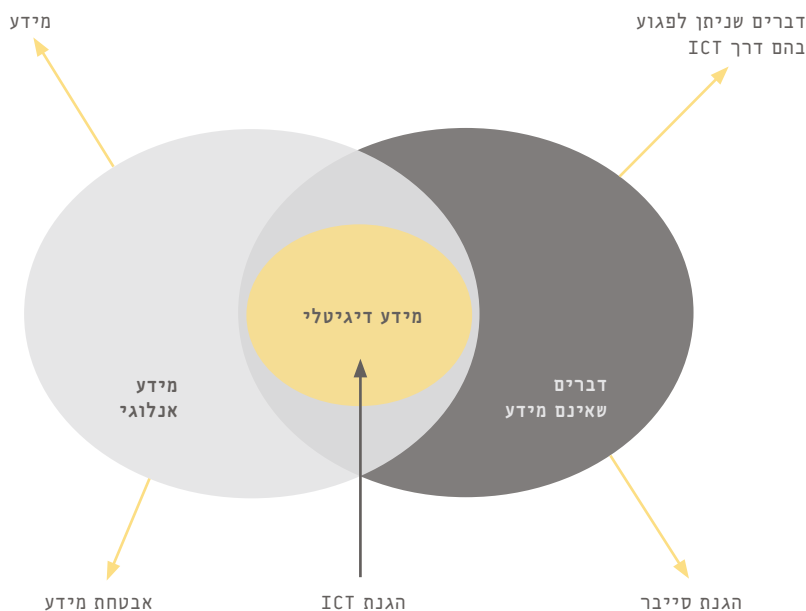 דברים שניתן לפגוע
בהם דרך ICT
מידע
מידע דיגיטלי
דברים
שאינם מידע
מידע
אנלוגי
הגנת סייבר
הגנת ICT
אבטחת מידע